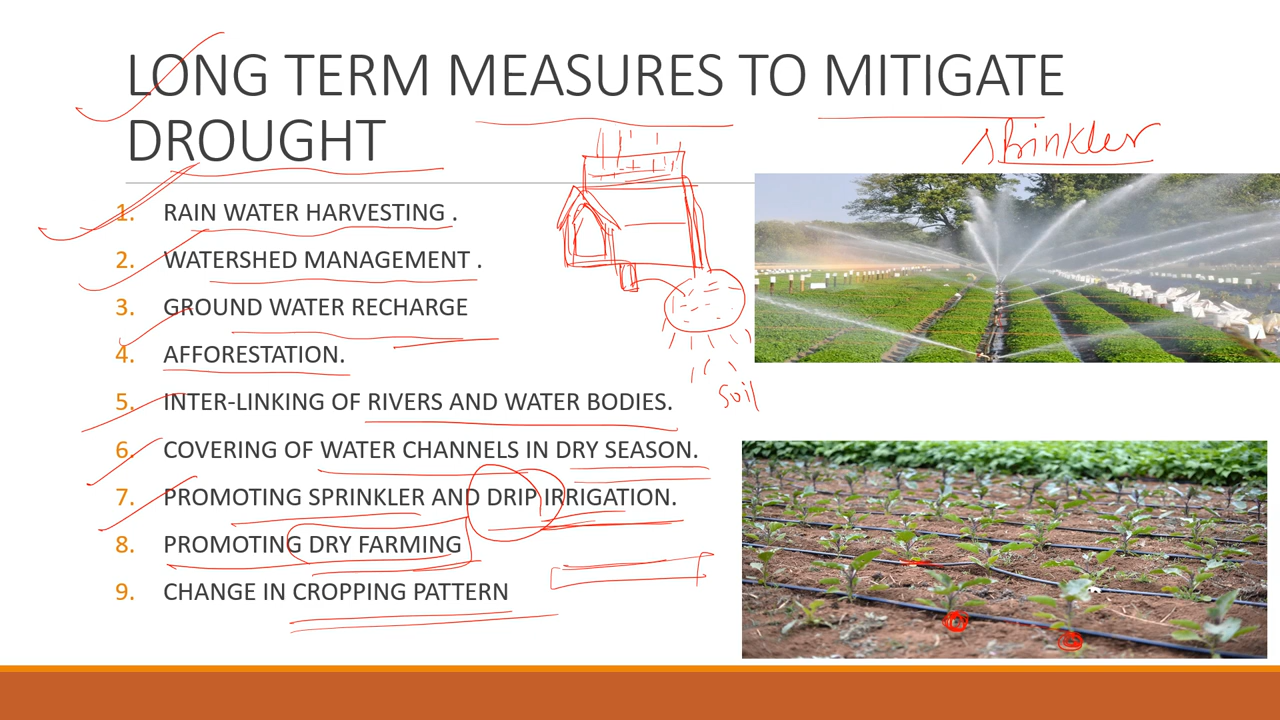 LONG TERM MEASURES TO MITIGATE
DROUGHT
sprinkler
1. RAIN WATER HARVESTING .
2. WATERSHED MANAGEMENT .
3. GROUND WATER RECHARGE
4. AFFORESTATION.
5. INTER-LINKING OF RIVERS AND WATER BODIES.
6. COVERING OF WATER CHANNELS IN DRY SEASON.
7. PROMOTING SPRINKLER AND DRIP IRRIGATION.
8. PROMOTING DRY FARMING
9. CHANGE IN CROPPING PATTERN
soil